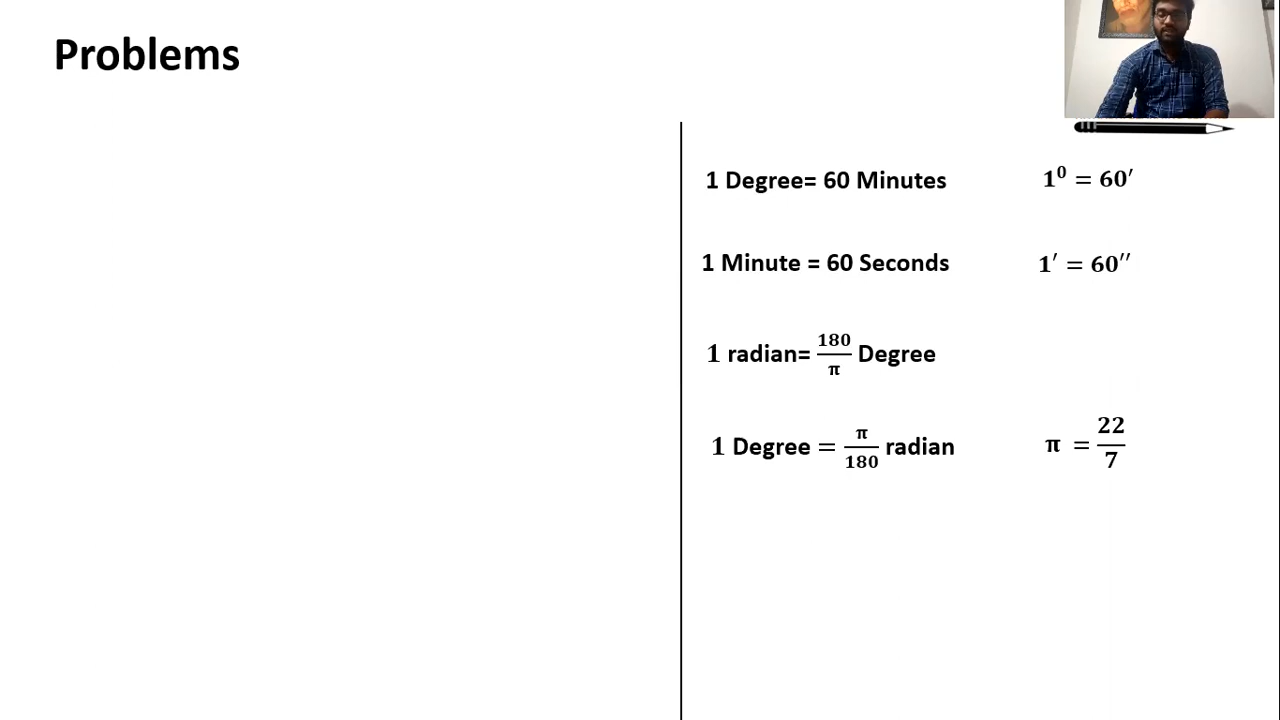 Problems
1 Degree= 60 Minutes 1⁰ = 60′
1 Minute = 60 Seconds 1′ = 60′′
1 radian= 180/π Degree
1 Degree = π/180 radian π = 22/7